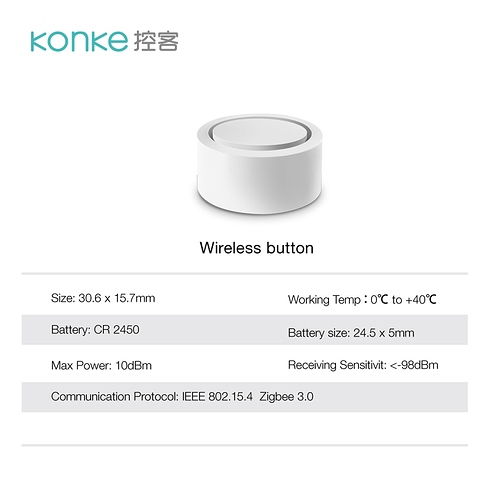 konke 控客
Wireless button
Size: 30.6 x 15.7mm
Working Temp：0℃ to +40℃
Battery: CR 2450
Battery size: 24.5 x 5mm
Max Power: 10dBm
Receiving Sensitivit: <-98dBm
Communication Protocol: IEEE 802.15.4 Zigbee 3.0